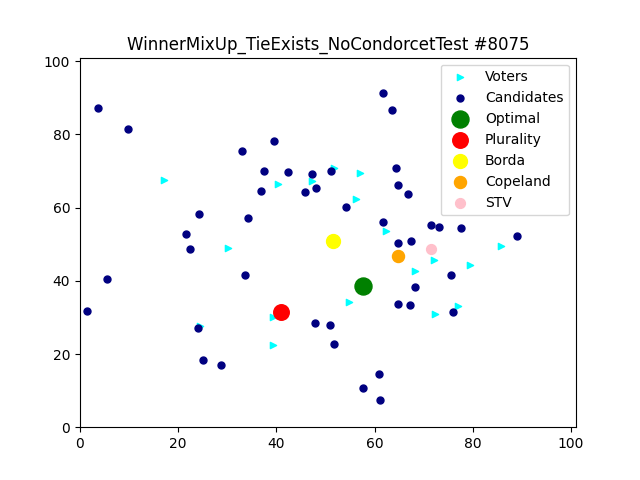 WinnerMixUp_TieExists_NoCondorcetTest #8075
Voters
Candidates
Optimal
Plurality
Borda
Copeland
STV
100
80
60
40
20
0
0 20 40 60 80 100